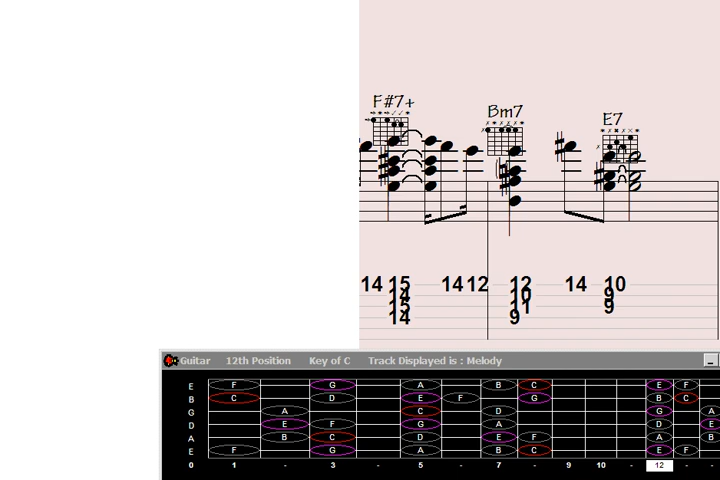 F#7+
Bm7
E7
14 15 14 12 12 14 10
14 10 9
15 11 9
14 9
Guitar 12th Position Key of C Track Displayed is : Melody
E F G A B C E F
B C D E F G B C
G A C D G A
D E F G A D E
A B C D E F A B
E F G A B C E F
0 1 - 3 - 5 - 7 - 9 10 - 12 - -